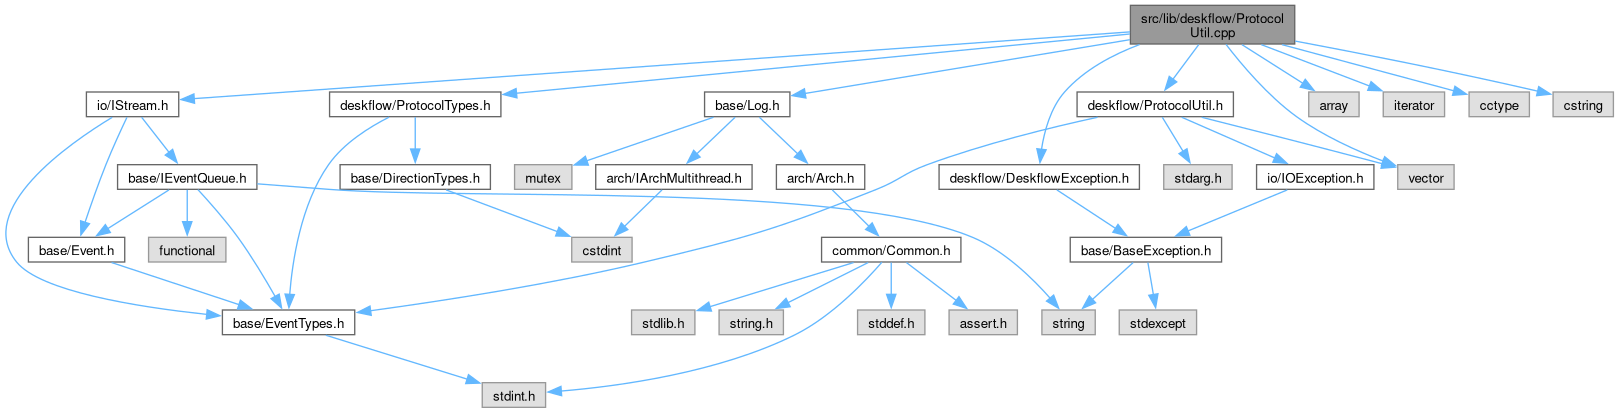 src/lib/deskflow/Protocol
Util.cpp
io/IStream.h
deskflow/ProtocolTypes.h
base/Log.h
deskflow/ProtocolUtil.h
array
iterator
cctype
cstring
base/IEventQueue.h
base/DirectionTypes.h
mutex
arch/IArchMultithread.h
arch/Arch.h
deskflow/DeskflowException.h
stdarg.h
io/IOException.h
vector
base/Event.h
functional
cstdint
common/Common.h
base/BaseException.h
base/EventTypes.h
stdlib.h
string.h
stddef.h
assert.h
string
stdexcept
stdint.h